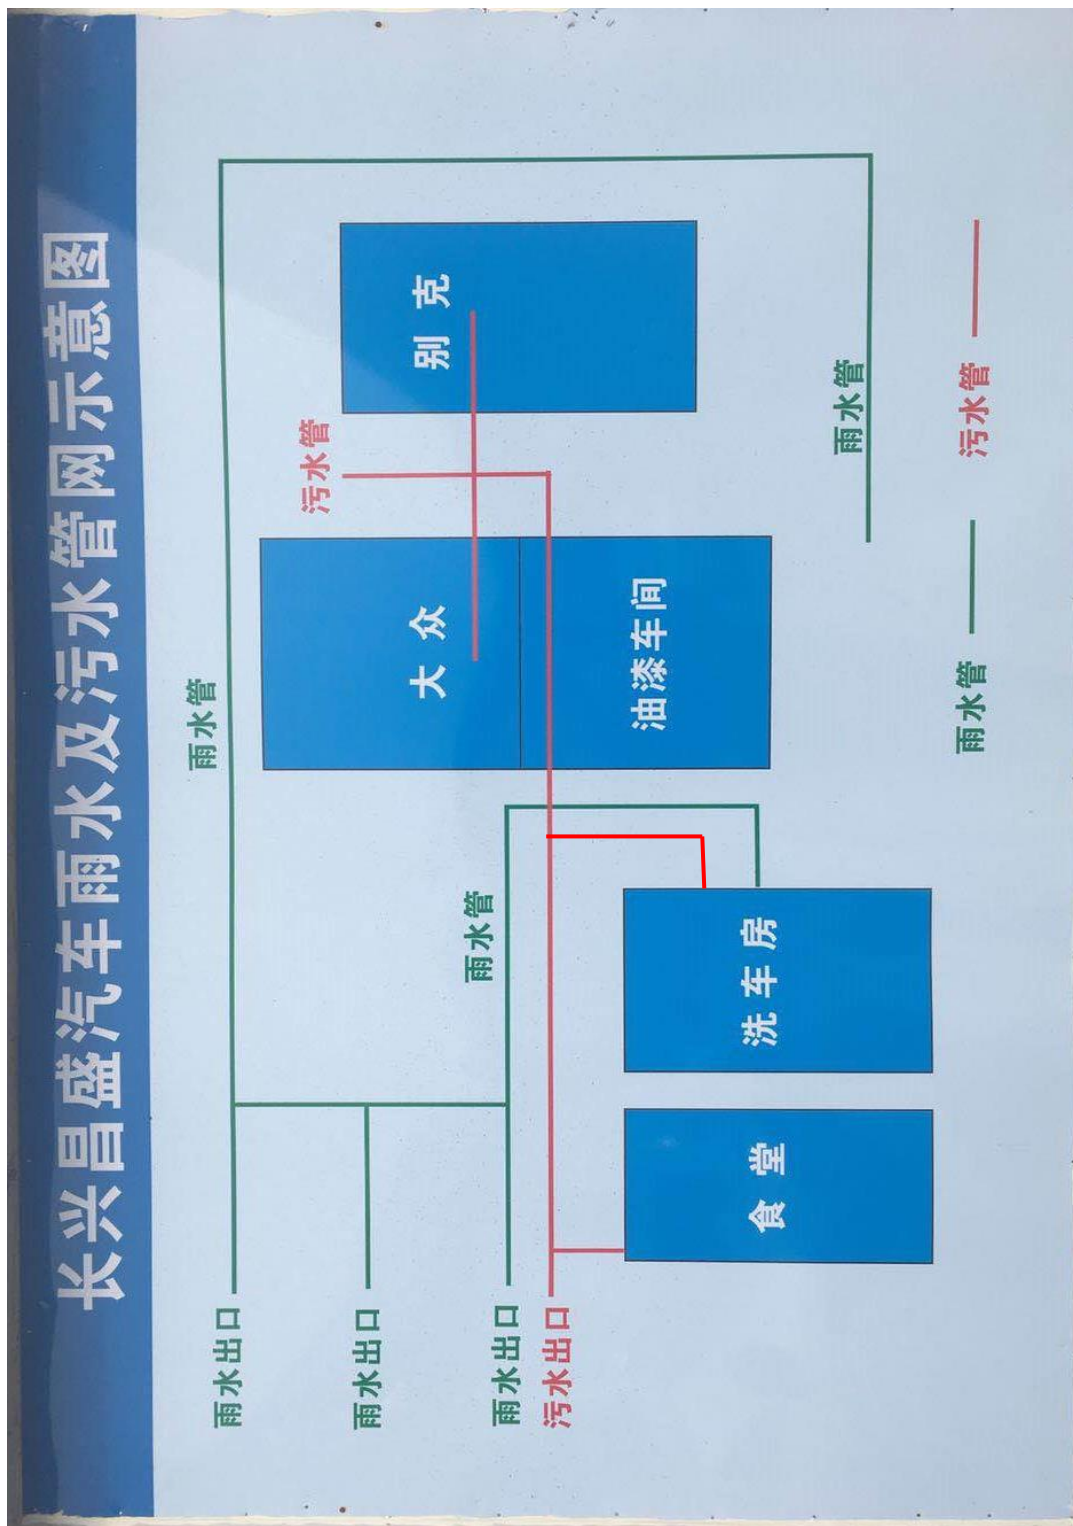 长兴昌盛汽车雨水及污水管网示意图
雨水出口
雨水管
雨水出口
污水管
大众
别克
雨水出口
雨水管
污水出口
油漆车间
食堂
洗车房
雨水管
雨水管
污水管